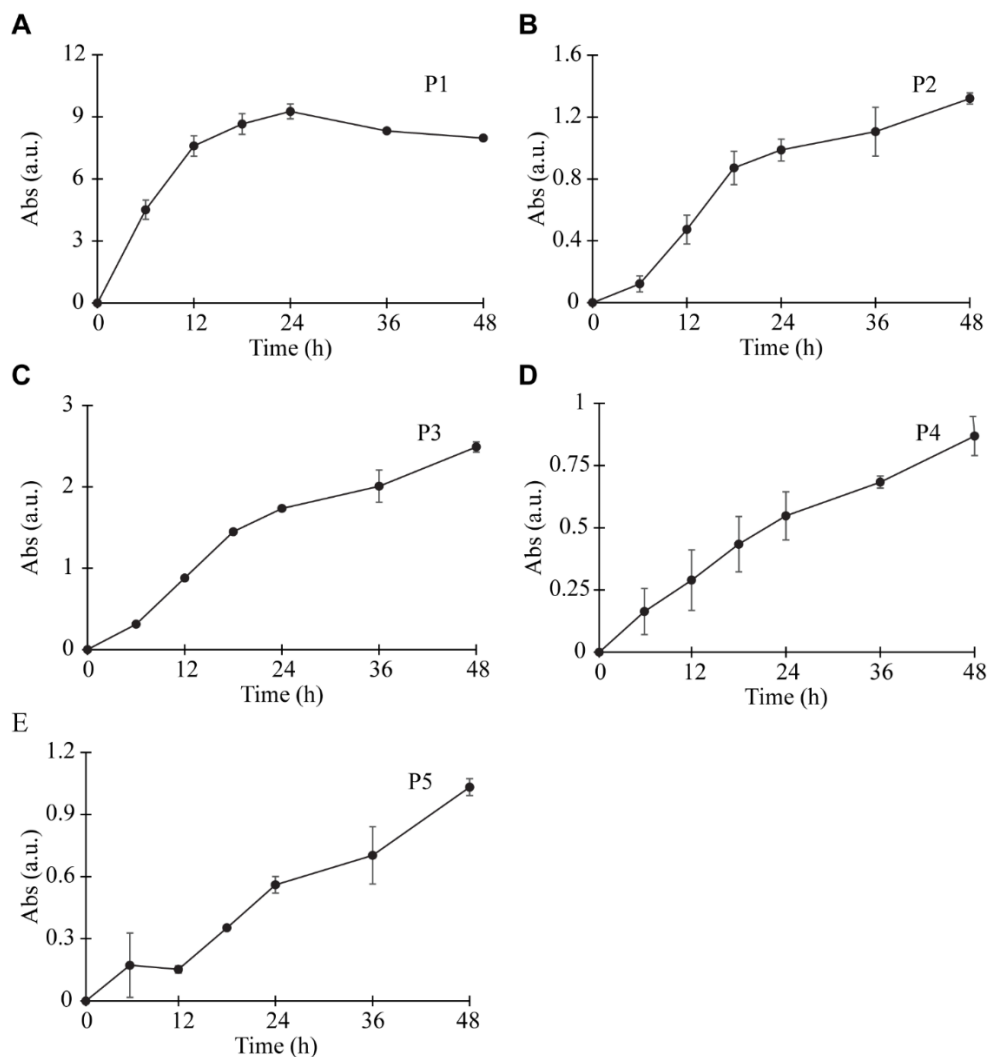 A
12
9
6
3
0
Abs (a.u.)
P1
0 12 24 36 48
Time (h)
B
1.6
1.2
0.8
0.4
0
Abs (a.u.)
P2
0 12 24 36 48
Time (h)
C
3
2
1
0
Abs (a.u.)
P3
0 12 24 36 48
Time (h)
D
1
0.75
0.5
0.25
0
Abs (a.u.)
P4
0 12 24 36 48
Time (h)
E
1.2
0.9
0.6
0.3
0
Abs (a.u.)
P5
0 12 24 36 48
Time (h)